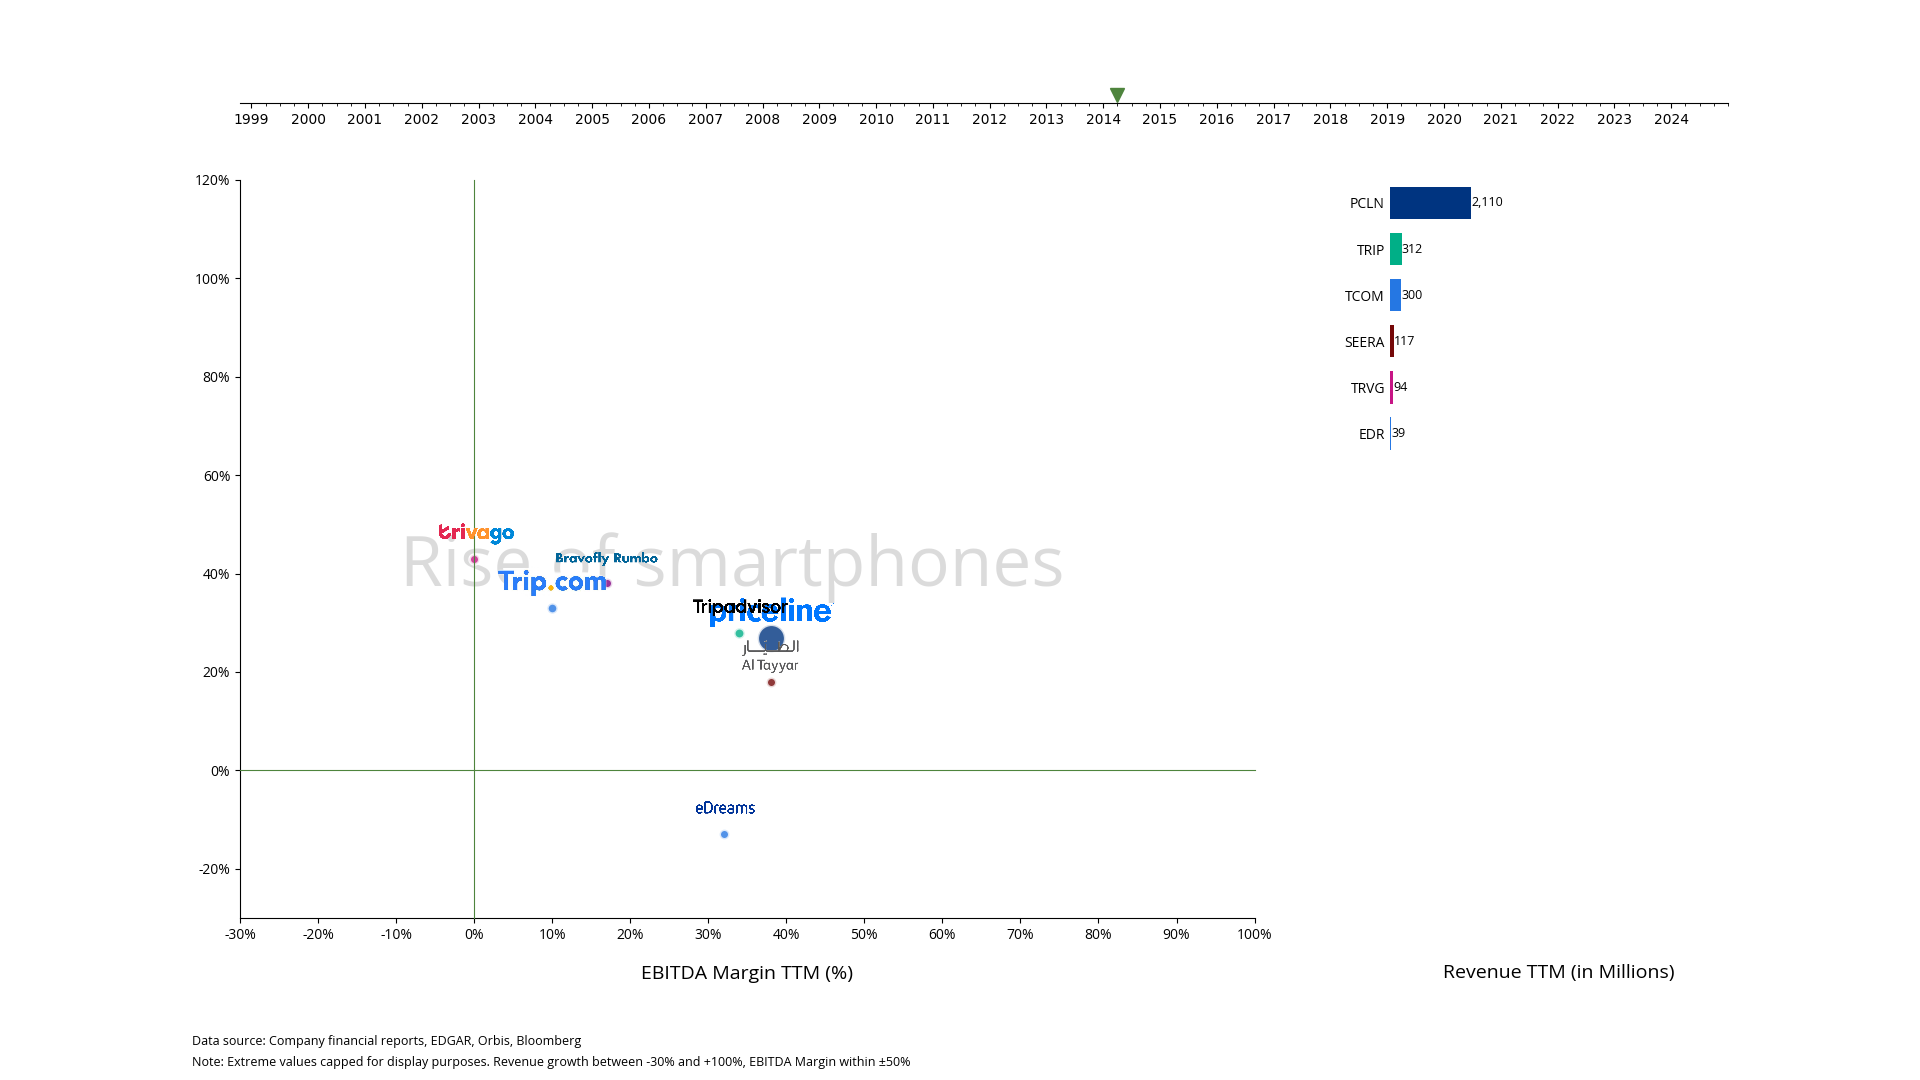 1999 2000 2001 2002 2003 2004 2005 2006 2007 2008 2009 2010 2011 2012 2013 2014 2015 2016 2017 2018 2019 2020 2021 2022 2023 2024
120%
100%
80%
60%
40%
20%
0%
-20%
-30% -20% -10% 0% 10% 20% 30% 40% 50% 60% 70% 80% 90% 100%
EBITDA Margin TTM (%)
Rise of smartphones
trivago
Bravofly Rumbo
Trip.com
Tripadvisor
priceline
الطيار
Al Tayyar
eDreams
PCLN 2,110
TRIP 312
TCOM 300
SEERA 117
TRVG 94
EDR 39
Revenue TTM (in Millions)
Data source: Company financial reports, EDGAR, Orbis, Bloomberg
Note: Extreme values capped for display purposes. Revenue growth between -30% and +100%, EBITDA Margin within ±50%